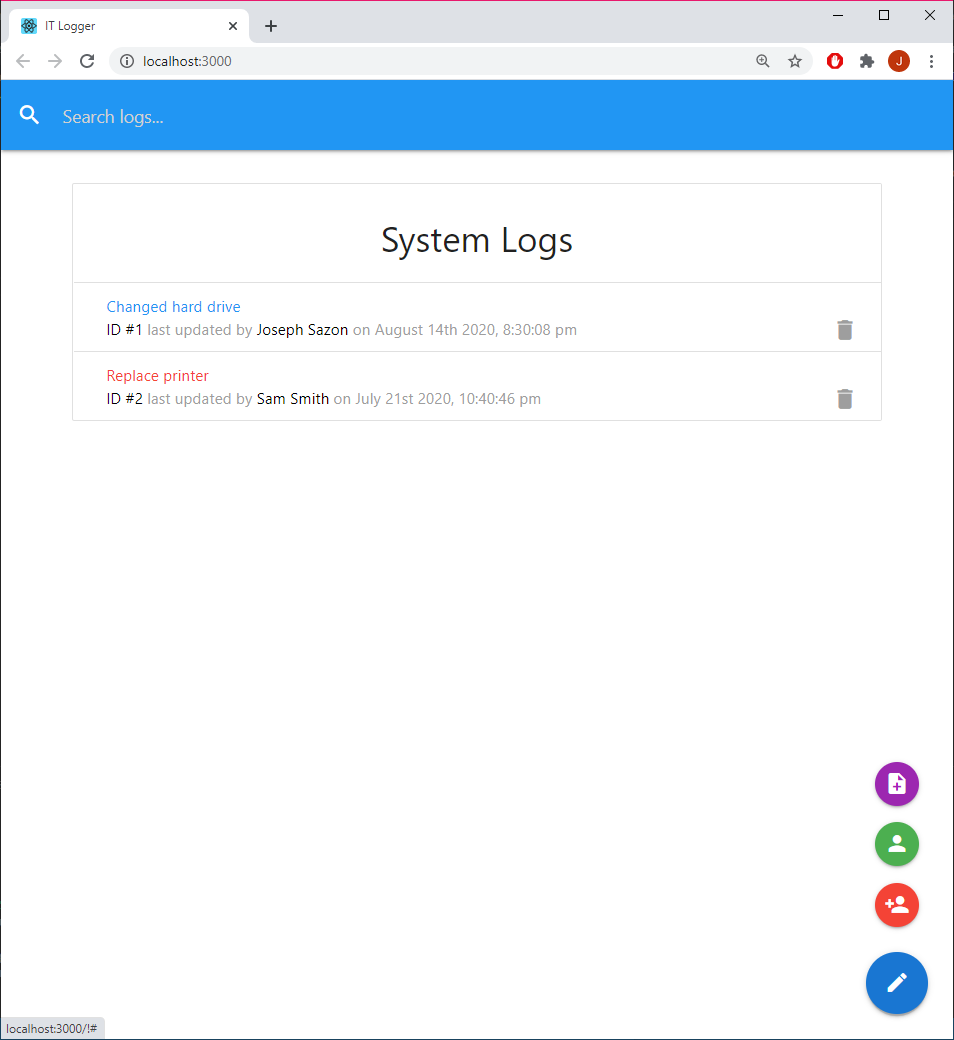 IT Logger
localhost:3000
J
Search logs...
System Logs
Changed hard drive
ID #1 last updated by Joseph Sazon on August 14th 2020, 8:30:08 pm
Replace printer
ID #2 last updated by Sam Smith on July 21st 2020, 10:40:46 pm
localhost:3000/!#